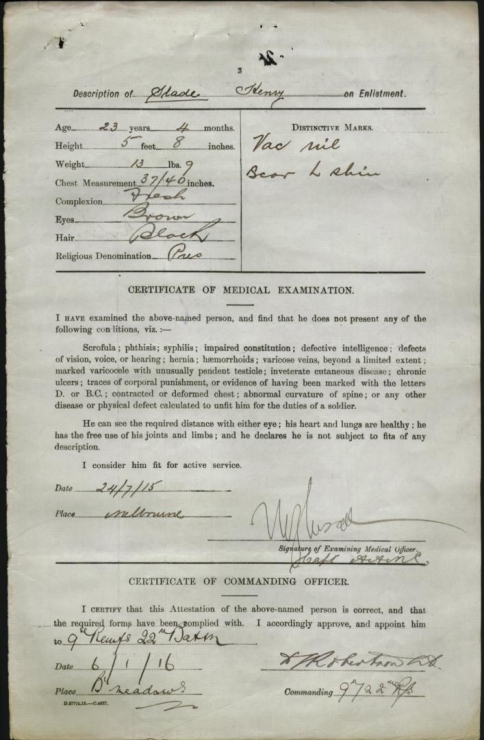 3
Description of Slade Henry on Enlistment.
Age 23 years 4 months.
Height 5 feet 8 inches.
Weight 13 lbs. 9
Chest Measurement 37/40 inches.
Complexion Fresh
Eyes Brown
Hair Black
Religious Denomination Pres
DISTINCTIVE MARKS.
Vac nil
Scar L shin
CERTIFICATE OF MEDICAL EXAMINATION.
I HAVE examined the above-named person, and find that he does not present any of the
following conditions, viz. :—
Scrofula; phthisis; syphilis; impaired constitution; defective intelligence; defects
of vision, voice, or hearing; hernia; hæmorrhoids; varicose veins, beyond a limited extent;
marked varicocele with unusually pendent testicle; inveterate cutaneous disease; chronic
ulcers; traces of corporal punishment, or evidence of having been marked with the letters
D. or B.C.; contracted or deformed chest; abnormal curvature of spine; or any other
disease or physical defect calculated to unfit him for the duties of a soldier.
He can see the required distance with either eye; his heart and lungs are healthy; he
has the free use of his joints and limbs; and he declares he is not subject to fits of any
description.
I consider him fit for active service.
Date 24/7/15
Place Melbourne
Signature of Examining Medical Officer.
CERTIFICATE OF COMMANDING OFFICER.
I CERTIFY that this Attestation of the above-named person is correct, and that
the required forms have been complied with. I accordingly approve, and appoint him
to 9th Reinfs 22nd Batn
Date 6/1/16
Robertson
Place B'meadows
Commanding 9th/22nd